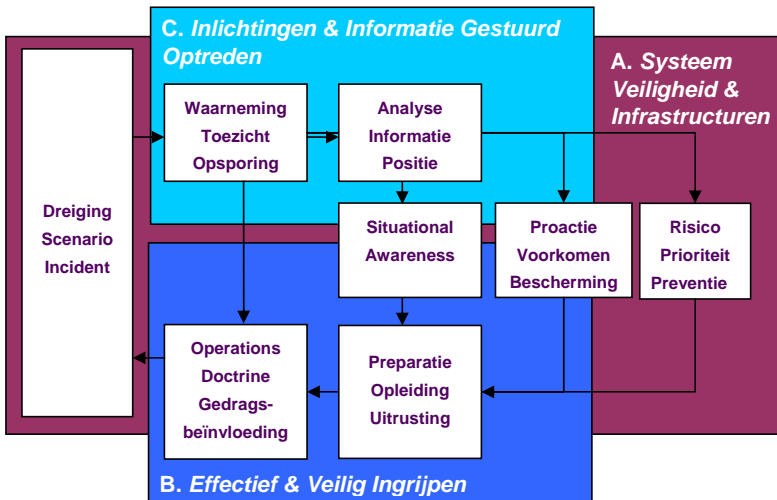 C. Inlichtingen & Informatie Gestuurd
Optreden
A. Systeem
Veiligheid &
Infrastructuren
Waarneming
Toezicht
Opsporing
Analyse
Informatie
Positie
Dreiging
Scenario
Incident
Situational
Awareness
Proactie
Voorkomen
Bescherming
Risico
Prioriteit
Preventie
Operations
Doctrine
Gedrags-
beïnvloeding
Preparatie
Opleiding
Uitrusting
B. Effectief & Veilig Ingrijpen